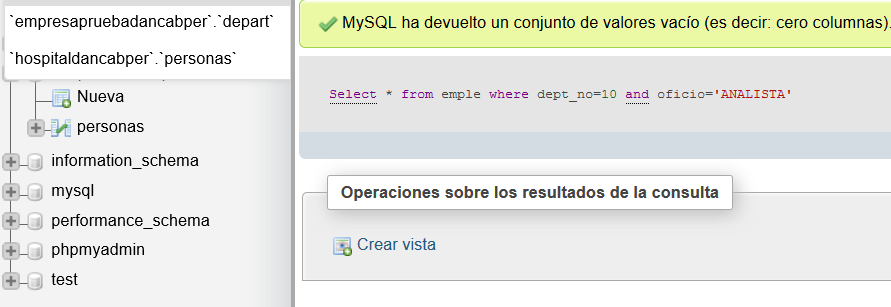 `empresapruebadancabper`.`depart`
`hospitaldancabper`.`personas`
Nueva
personas
information_schema
mysql
performance_schema
phpmyadmin
test
MySQL ha devuelto un conjunto de valores vacío (es decir: cero columnas).
Select * from emple where dept_no=10 and oficio='ANALISTA'
Operaciones sobre los resultados de la consulta
Crear vista